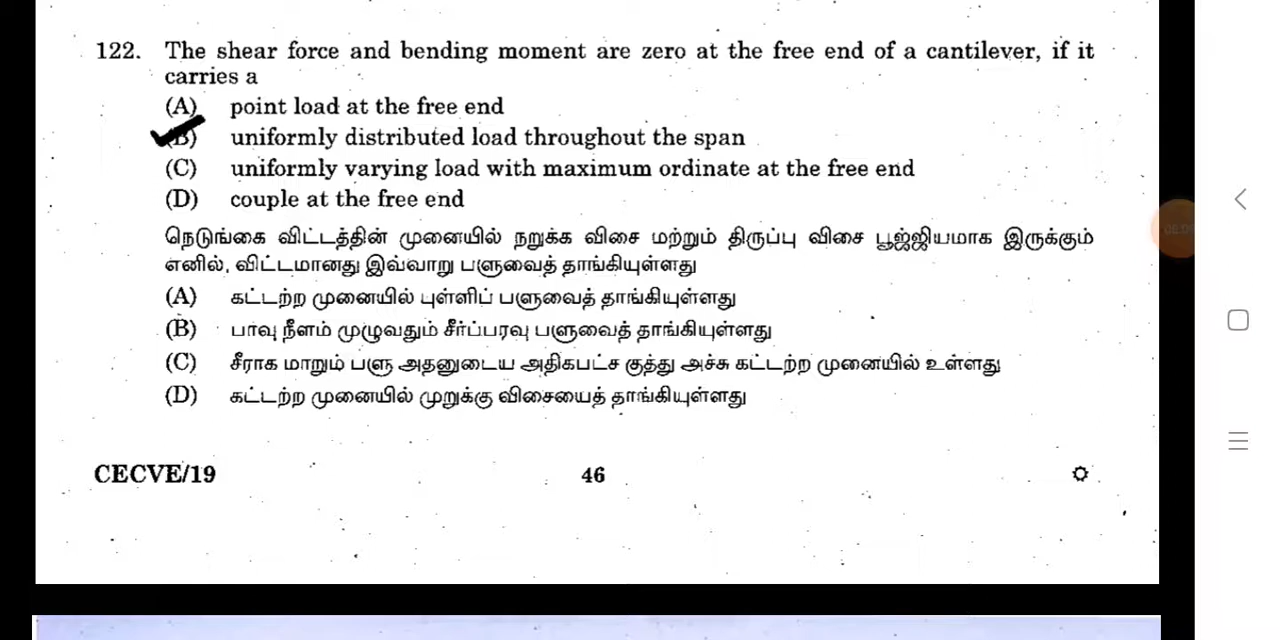 122. The shear force and bending moment are zero at the free end of a cantilever, if it
carries a
(A) point load at the free end
(B) uniformly distributed load throughout the span
(C) uniformly varying load with maximum ordinate at the free end
(D) couple at the free end
நெடுங்கை விட்டத்தின் முனையில் நறுக்க விசை மற்றும் திருப்பு விசை பூஜ்ஜியமாக இருக்கும்
எனில், விட்டமானது இவ்வாறு பளுவைத் தாங்கியுள்ளது
(A) கட்டற்ற முனையில் புள்ளிப் பளுவைத் தாங்கியுள்ளது
(B) பரவு நீளம் முழுவதும் சீர்ப்பரவு பளுவைத் தாங்கியுள்ளது
(C) சீராக மாறும் பளு அதனுடைய அதிகபட்ச குத்து அச்சு கட்டற்ற முனையில் உள்ளது
(D) கட்டற்ற முனையில் முறுக்கு விசையைத் தாங்கியுள்ளது
CECVE/19 46